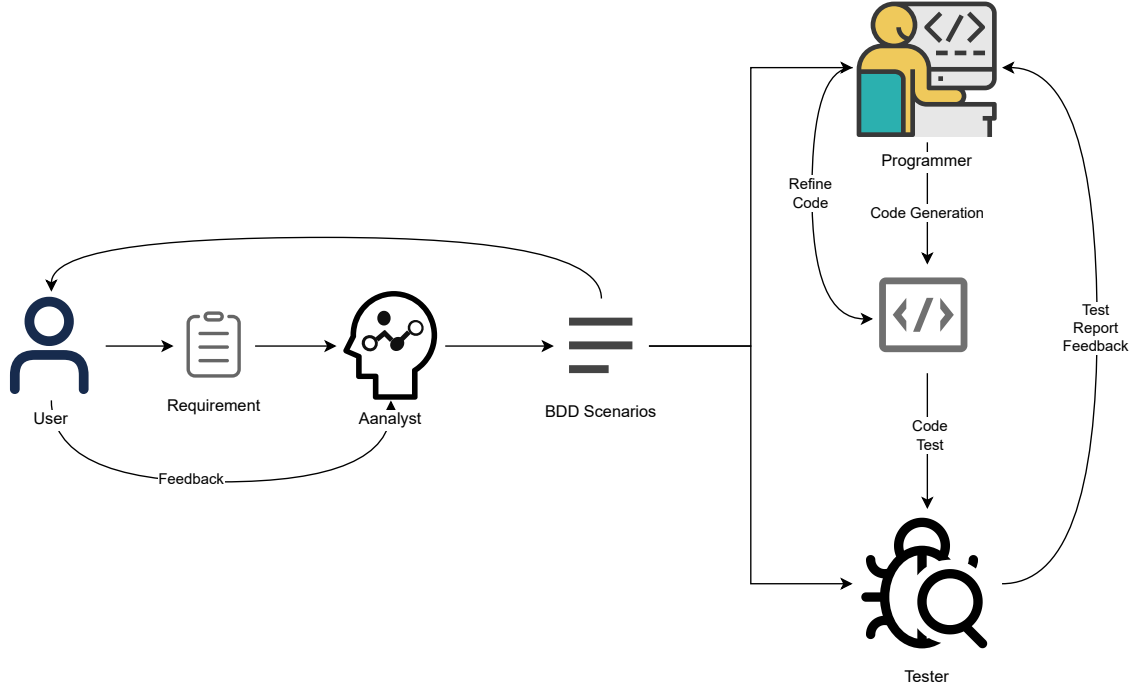 Programmer
Refine
Code
Code Generation
User
Requirement
Aanalyst
BDD Scenarios
Feedback
Test
Report
Feedback
Code
Test
Tester